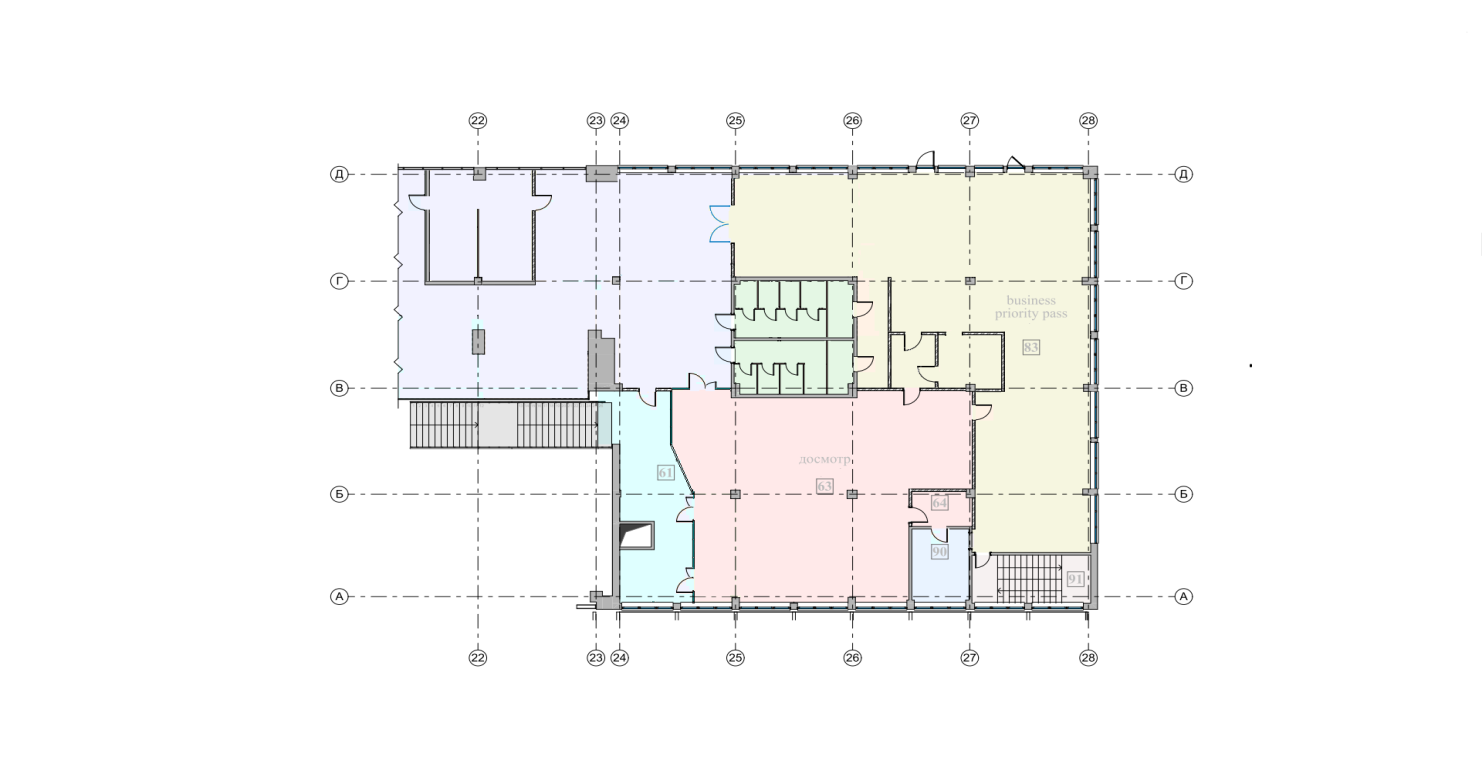 22 23 24 25 26 27 28
Д Д
Г Г
business
priority pass
83
В В
досмотр
61
63
Б Б
64
90
91
А А
22 23 24 25 26 27 28